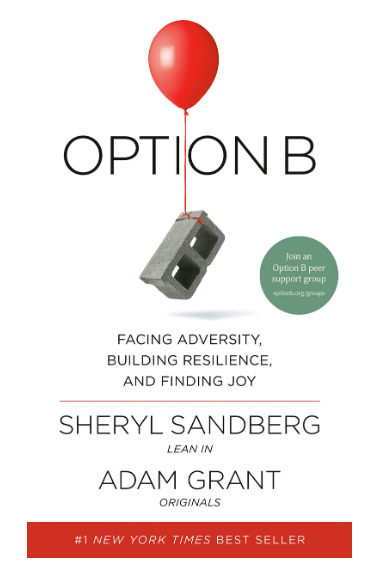 OPTION B
Join an
Option B peer
support group
optionb.org/groups
FACING ADVERSITY,
BUILDING RESILIENCE,
AND FINDING JOY
SHERYL SANDBERG
LEAN IN
ADAM GRANT
ORIGINALS
#1 NEW YORK TIMES BEST SELLER